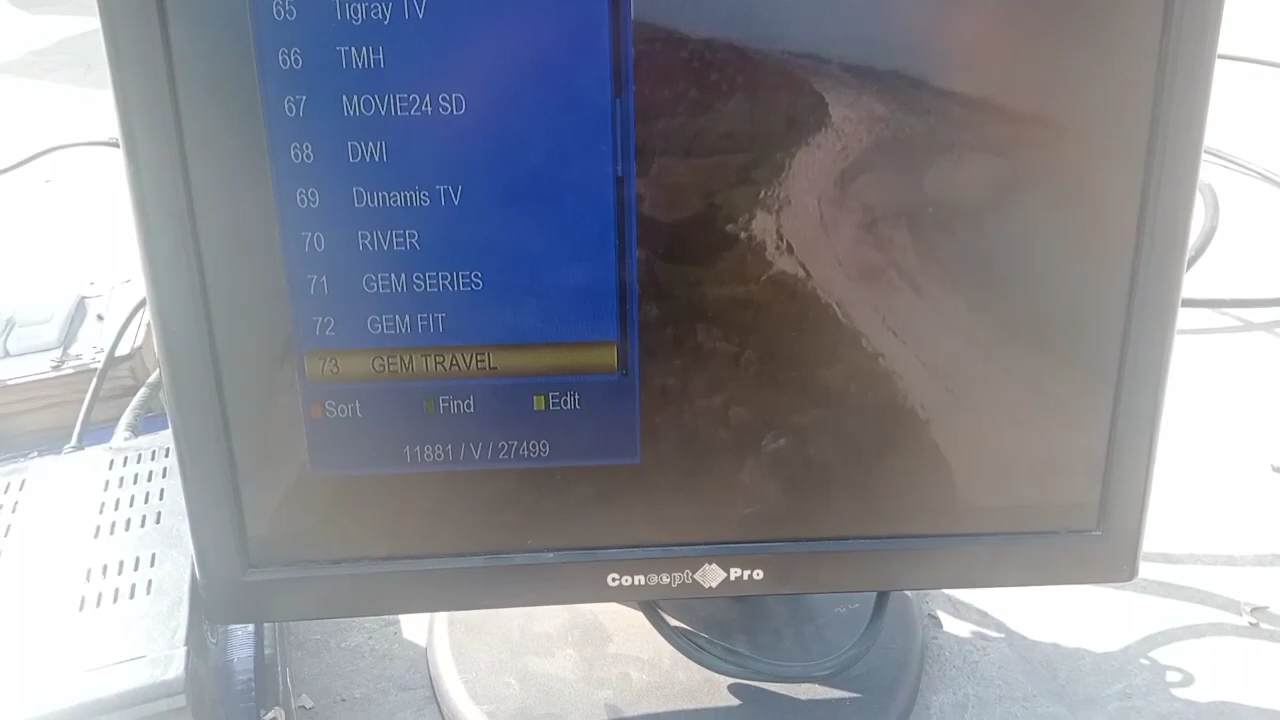 65 Tigray TV
66 TMH
67 MOVIE24 SD
68 DWI
69 Dunamis TV
70 RIVER
71 GEM SERIES
72 GEM FIT
73 GEM TRAVEL
Sort Find Edit
11881 / V / 27499
Concept Pro